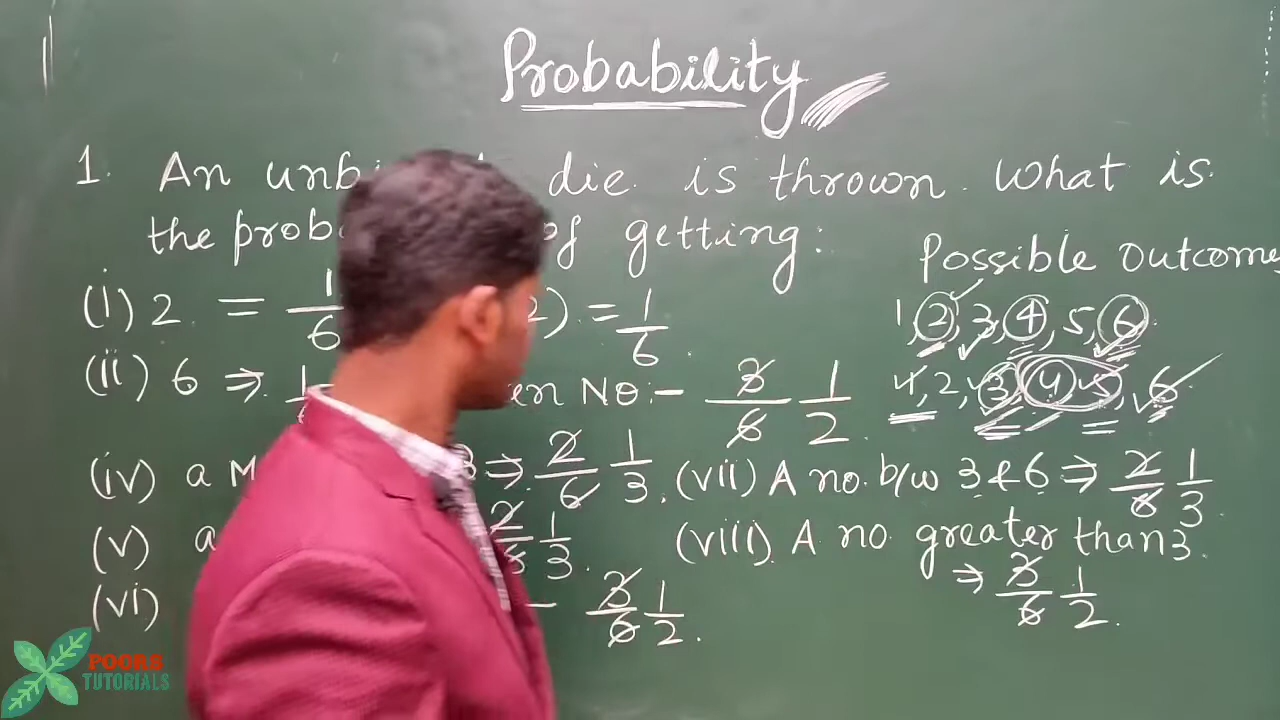 Probability
1. An unb die is thrown. What is
the prob of getting:
Possible Outcome
(i) 2 = 1/6 2) = 1/6
1, 2, 3, 4, 5, 6
(ii) 6 ⇒ 1 en No:- 3/6 1/2
1, 2, 3, 4, 5, 6
(iv) a M 3 ⇒ 2/6 1/3. (vii) A no. b/w 3 & 6 ⇒ 2/6 1/3
(v) a 2/6 1/3. (viii) A no greater than 3.
⇒ 3/6 1/2.
(vi) - 3/6 1/2.
POORS
TUTORIALS